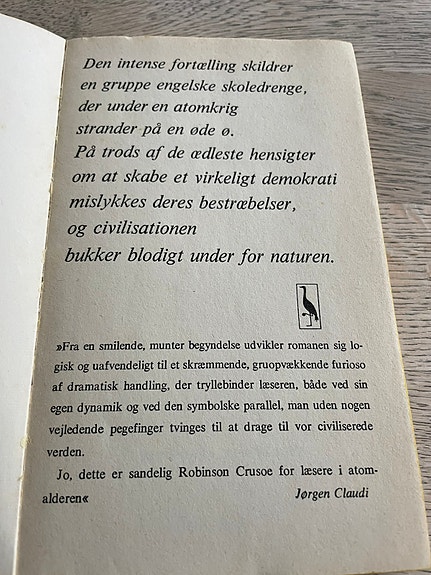 Den intense fortælling skildrer
en gruppe engelske skoledrenge,
der under en atomkrig
strander på en øde ø.
På trods af de ædleste hensigter
om at skabe et virkeligt demokrati
mislykkes deres bestræbelser,
og civilisationen
bukker blodigt under for naturen.
»Fra en smilende, munter begyndelse udvikler romanen sig lo-
gisk og uafvendeligt til et skræmmende, gruopvækkende furioso
af dramatisk handling, der tryllebinder læseren, både ved sin
egen dynamik og ved den symbolske parallel, man uden nogen
vejledende pegefinger tvinges til at drage til vor civiliserede
verden.
Jo, dette er sandelig Robinson Crusoe for læsere i atom-
alderen« Jørgen Claudi